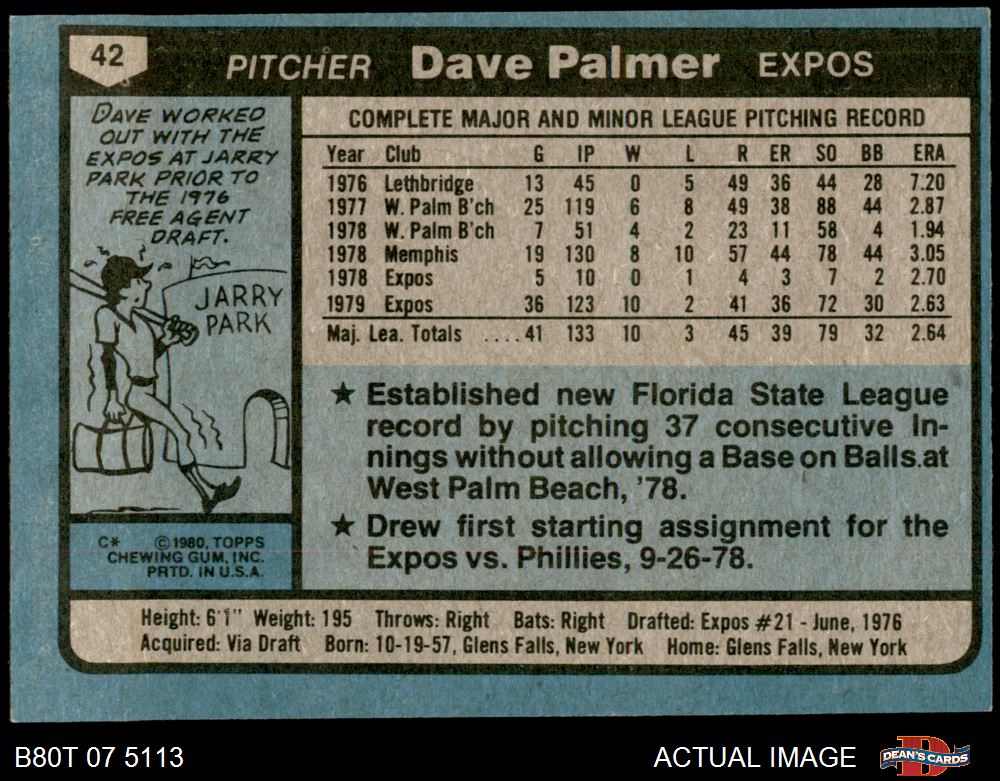 42
PITCHER Dave Palmer EXPOS
DAVE WORKED
OUT WITH THE
EXPOS AT JARRY
PARK PRIOR TO
THE 1976
FREE AGENT
DRAFT.
JARRY
PARK
C* ©1980, TOPPS
CHEWING GUM, INC.
PRTD. IN U.S.A.
COMPLETE MAJOR AND MINOR LEAGUE PITCHING RECORD
Year Club G IP W L R ER SO BB ERA
1976 Lethbridge 13 45 0 5 49 36 44 28 7.20
1977 W. Palm B'ch 25 119 6 8 49 38 88 44 2.87
1978 W. Palm B'ch 7 51 4 2 23 11 58 4 1.94
1978 Memphis 19 130 8 10 57 44 78 44 3.05
1978 Expos 5 10 0 1 4 3 7 2 2.70
1979 Expos 36 123 10 2 41 36 72 30 2.63
Maj. Lea. Totals ....41 133 10 3 45 39 79 32 2.64
★ Established new Florida State League
record by pitching 37 consecutive In-
nings without allowing a Base on Balls.at
West Palm Beach, '78.
★ Drew first starting assignment for the
Expos vs. Phillies, 9-26-78.
Height: 6'1" Weight: 195 Throws: Right Bats: Right Drafted: Expos #21 - June, 1976
Acquired: Via Draft Born: 10-19-57, Glens Falls, New York Home: Glens Falls, New York
B80T 07 5113 ACTUAL IMAGE DEAN'S CARDS